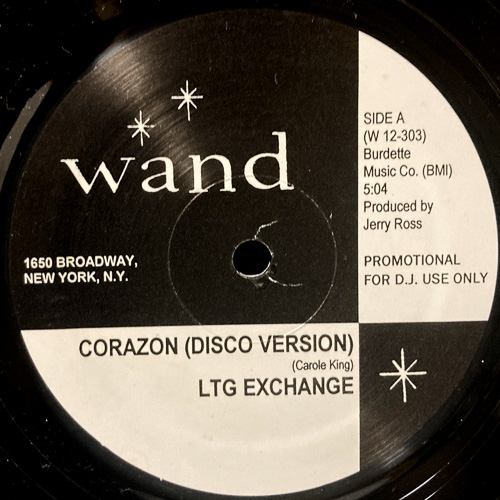 wand
SIDE A
(W 12-303)
Burdette
Music Co. (BMI)
5:04
Produced by
Jerry Ross
1650 BROADWAY,
NEW YORK, N.Y.
PROMOTIONAL
FOR D.J. USE ONLY
CORAZON (DISCO VERSION)
(Carole King)
LTG EXCHANGE